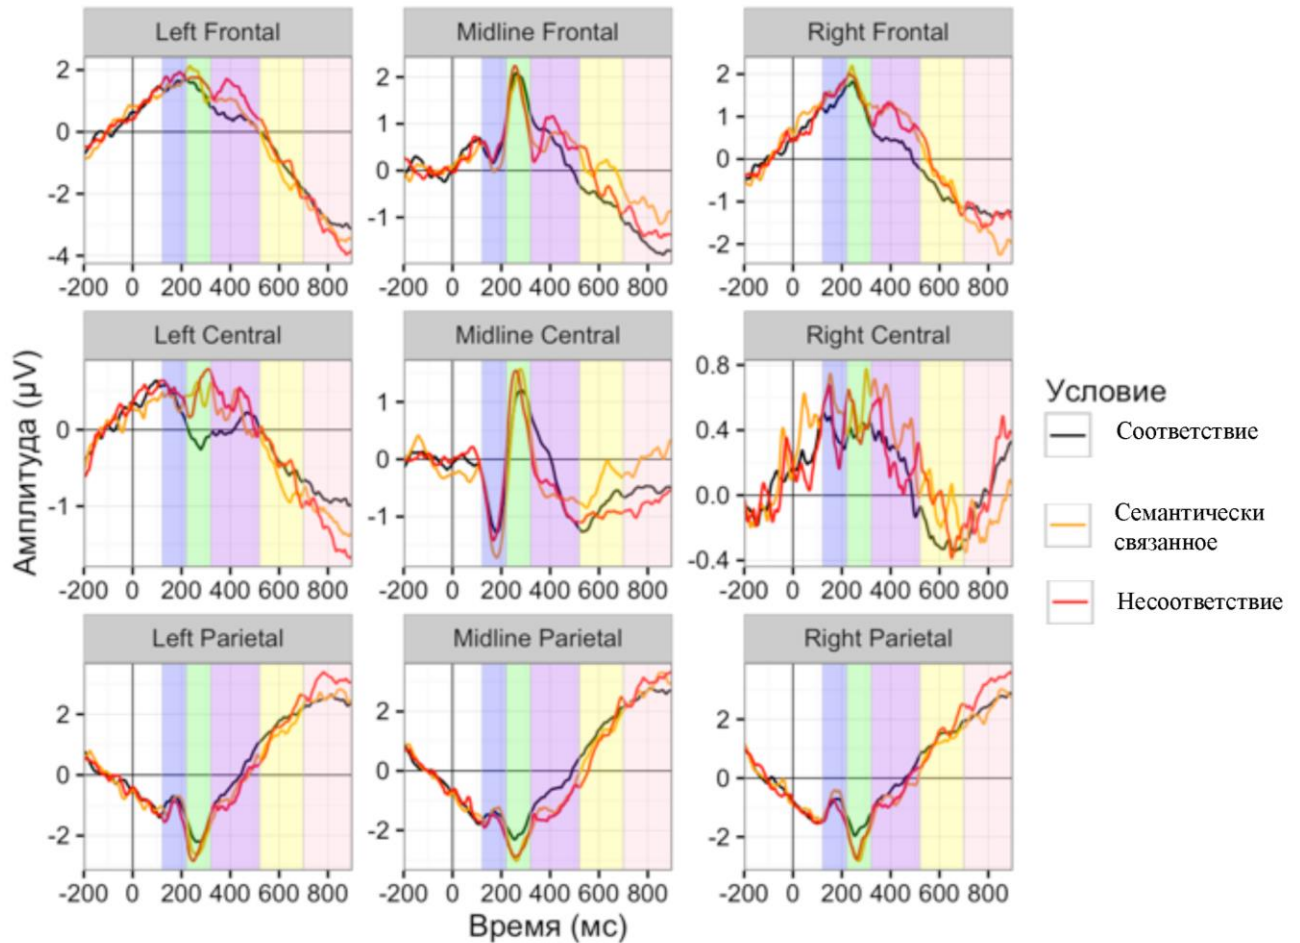 Left Frontal
Midline Frontal
Right Frontal
2
0
-2
-4
-200 0 200 400 600 800
2
1
0
-1
-200 0 200 400 600 800
2
1
0
-1
-2
-200 0 200 400 600 800
Left Central
Midline Central
Right Central
0
-1
-200 0 200 400 600 800
1
0
-1
-200 0 200 400 600 800
0.8
0.4
0.0
-0.4
-200 0 200 400 600 800
Left Parietal
Midline Parietal
Right Parietal
2
0
-2
-200 0 200 400 600 800
2
0
-2
-200 0 200 400 600 800
2
0
-2
-200 0 200 400 600 800
Амплитуда (μV)
Время (мс)
Условие
Соответствие
Семантически
связанное
Несоответствие